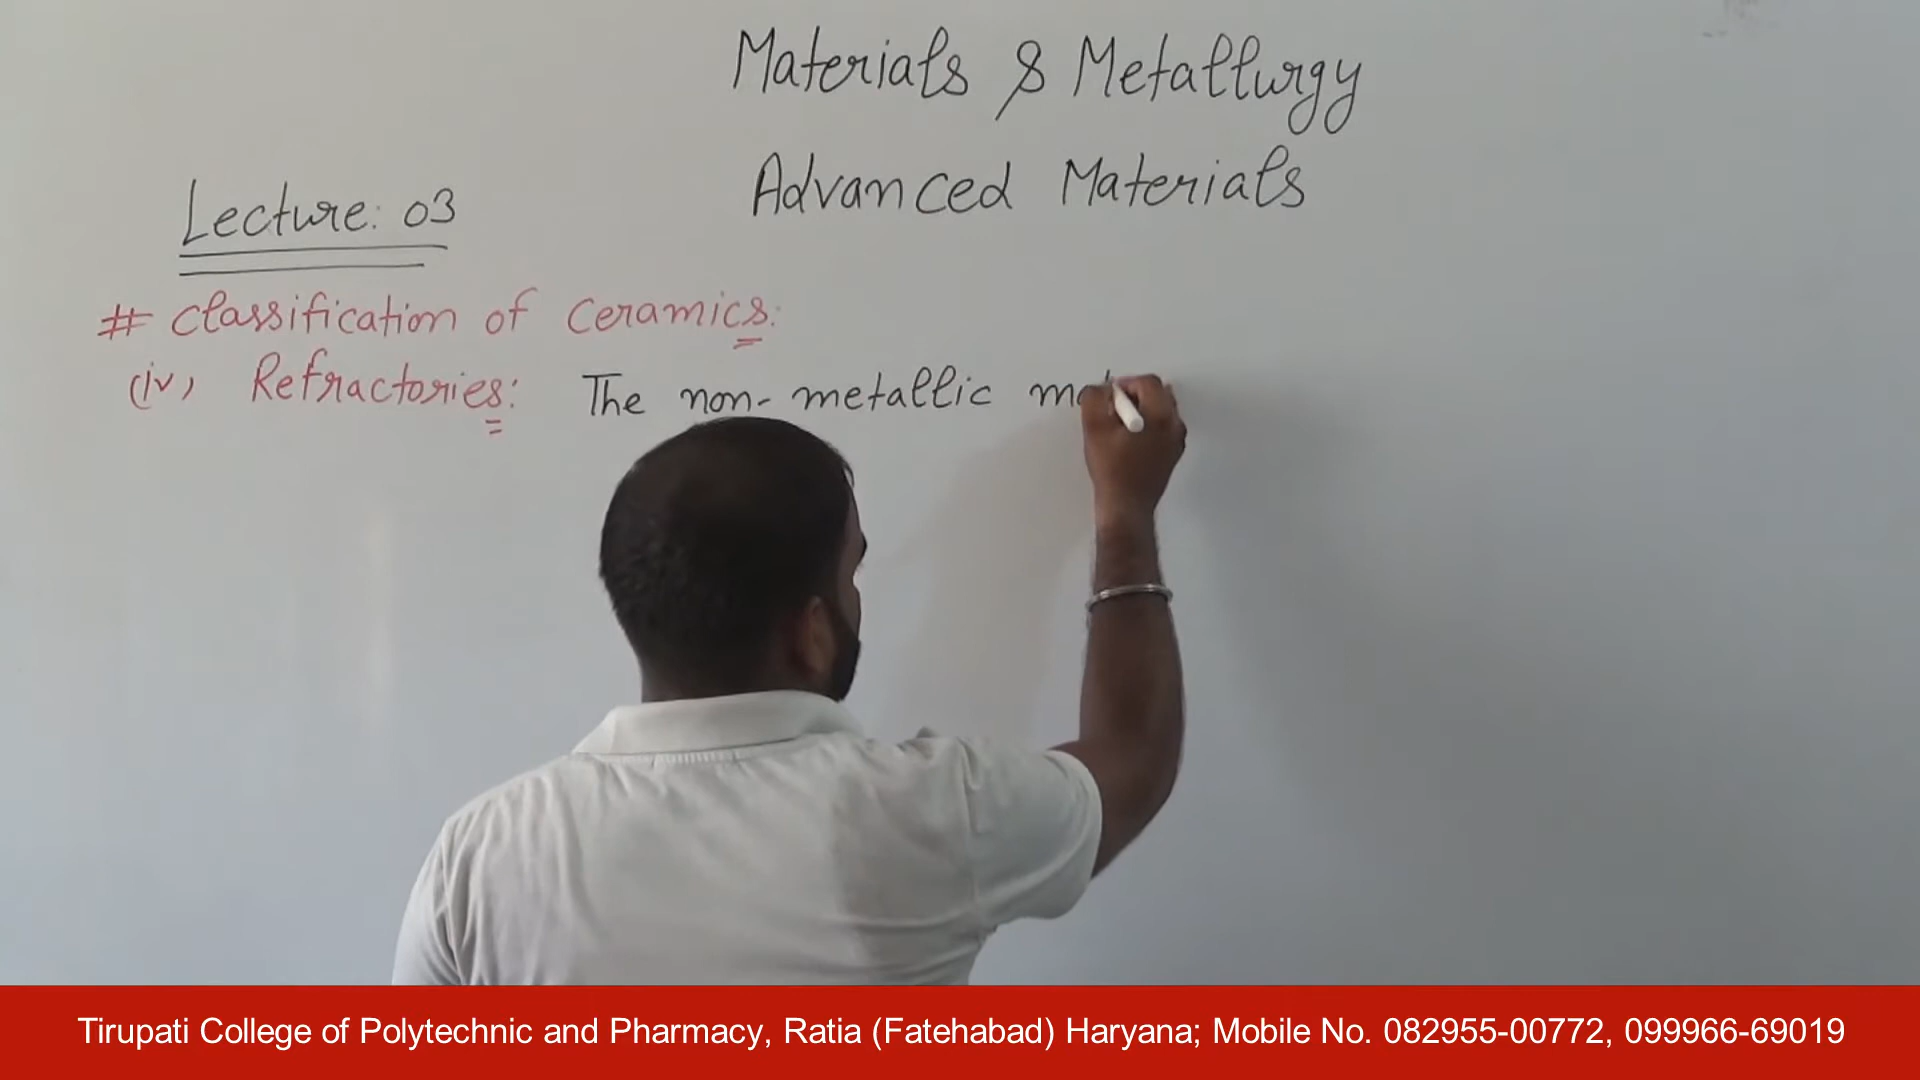 Materials & Metallurgy
Advanced Materials
Lecture: 03
# Classification of Ceramics:
(iv) Refractories: The non-metallic
Tirupati College of Polytechnic and Pharmacy, Ratia (Fatehabad) Haryana; Mobile No. 082955-00772, 099966-69019